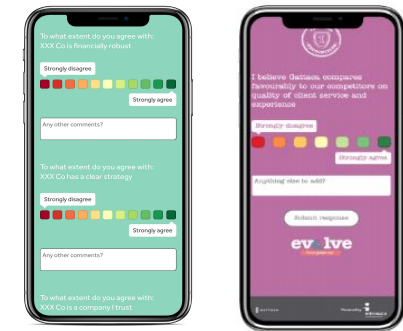 To what extent do you agree with:
XXX Co is financially robust
Strongly disagree
Strongly agree
Any other comments?
To what extent do you agree with:
XXX Co has a clear strategy
Strongly disagree
Strongly agree
Any other comments?
To what extent do you agree with:
XXX Co is a company I trust
I believe Gattaca compares
favourably to our competitors on
quality of client service and
experience
Strongly disagree
Strongly agree
Anything else to add?
Submit response
evolve
GATTACA
Powered by